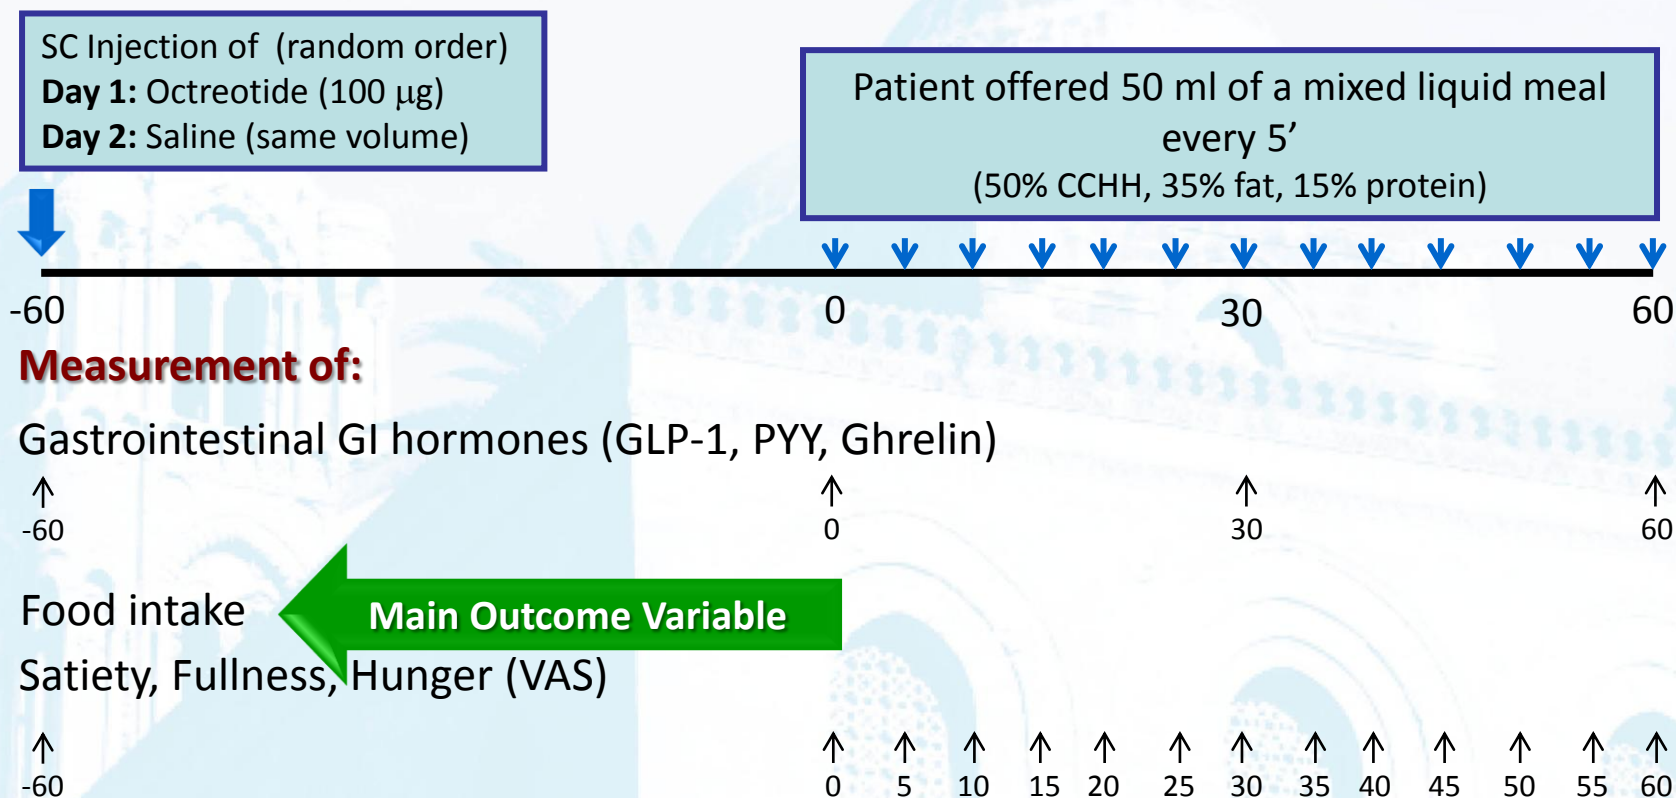 SC Injection of (random order)
Day 1: Octreotide (100 μg)
Day 2: Saline (same volume)
Patient offered 50 ml of a mixed liquid meal
every 5’
(50% CCHH, 35% fat, 15% protein)
-60 0 30 60
Measurement of:
Gastrointestinal GI hormones (GLP-1, PYY, Ghrelin)
-60 0 30 60
Food intake
Main Outcome Variable
Satiety, Fullness, Hunger (VAS)
-60 0 5 10 15 20 25 30 35 40 45 50 55 60